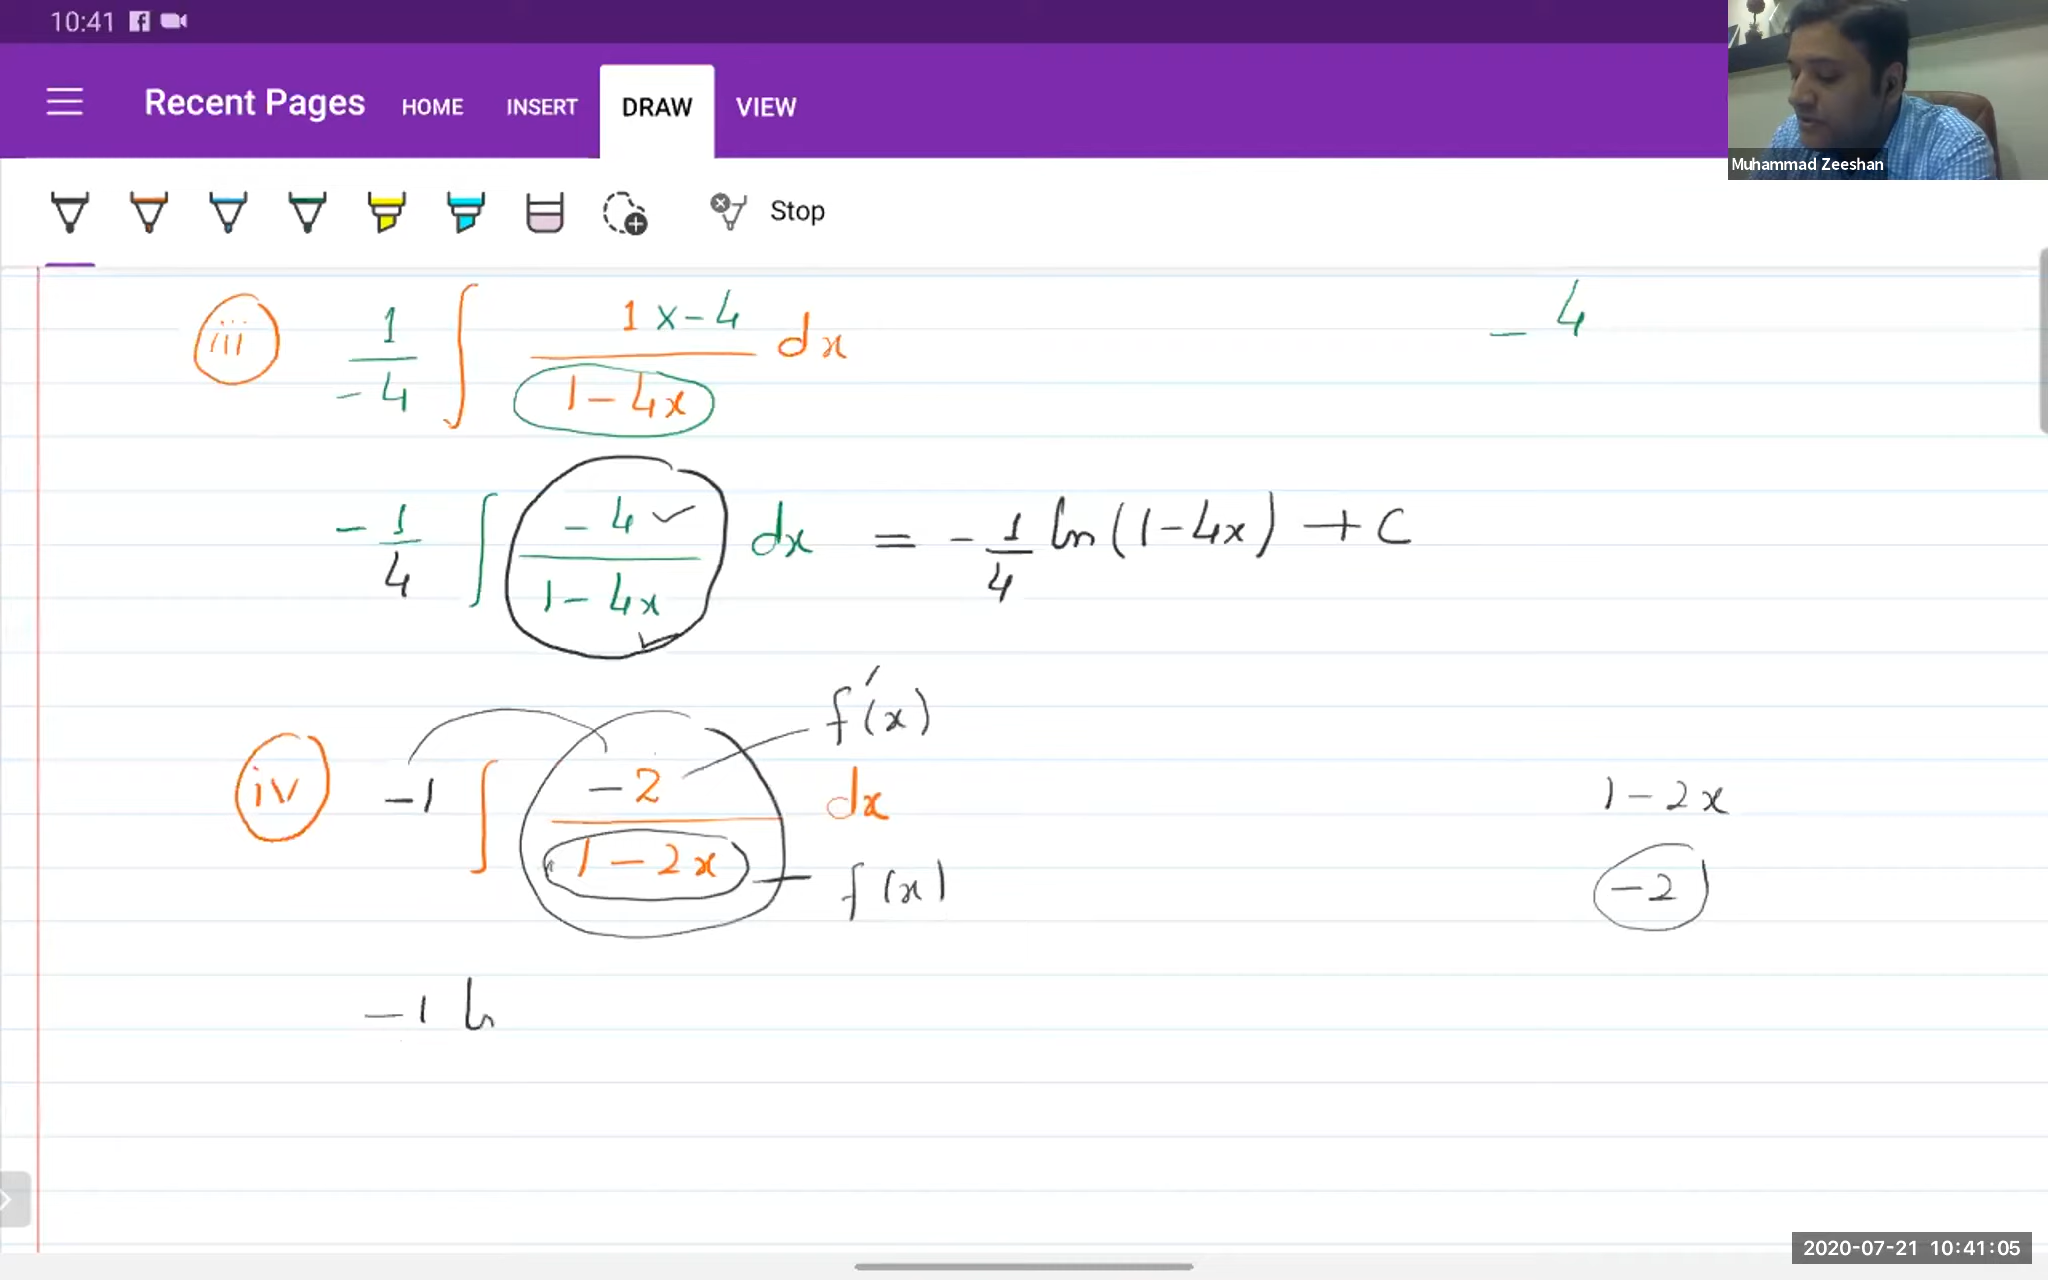 10:41
Recent Pages HOME INSERT DRAW VIEW
Muhammad Zeeshan
Stop
iii 1/-4 ∫ 1 x -4 / 1 - 4x dx
- 4
- 1/4 ∫ -4 / 1 - 4x dx = - 1/4 ln(1-4x) + C
iv -1 ∫ -2 / 1 - 2x dx
f'(x)
f(x)
1 - 2x
-2
-1 ln
2020-07-21 10:41:05